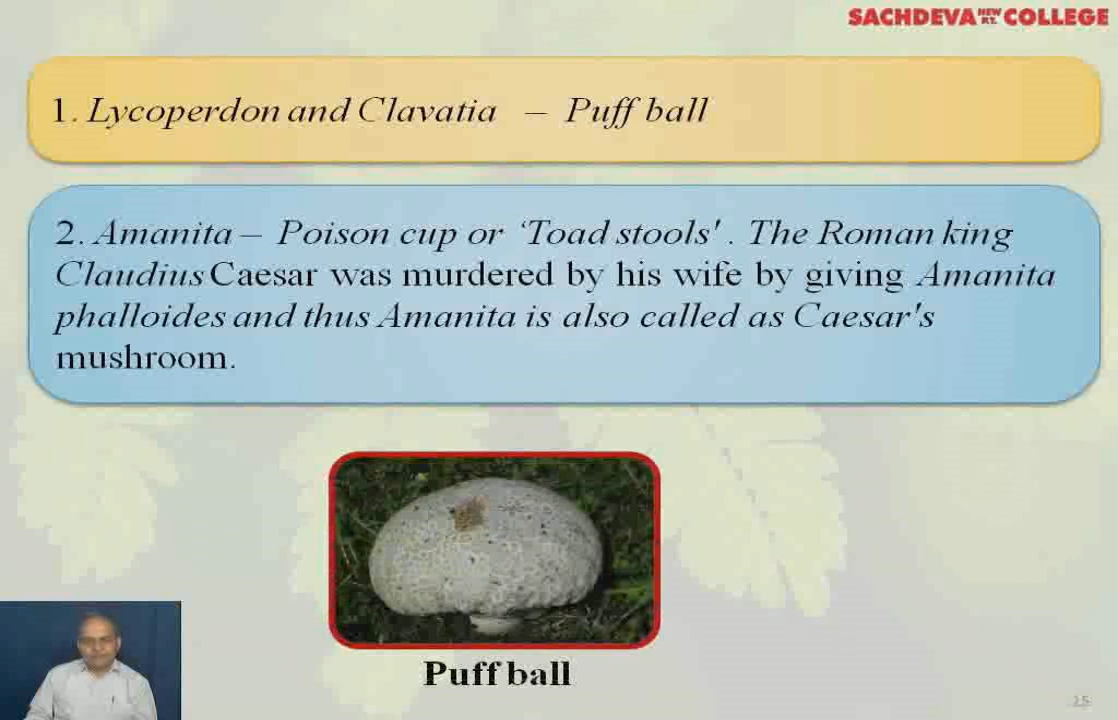 SACHDEVA NEW P.T. COLLEGE
1. Lycoperdon and Clavatia – Puff ball
2. Amanita – Poison cup or ‘Toad stools' . The Roman king
Claudius Caesar was murdered by his wife by giving Amanita
phalloides and thus Amanita is also called as Caesar's
mushroom.
Puff ball
25